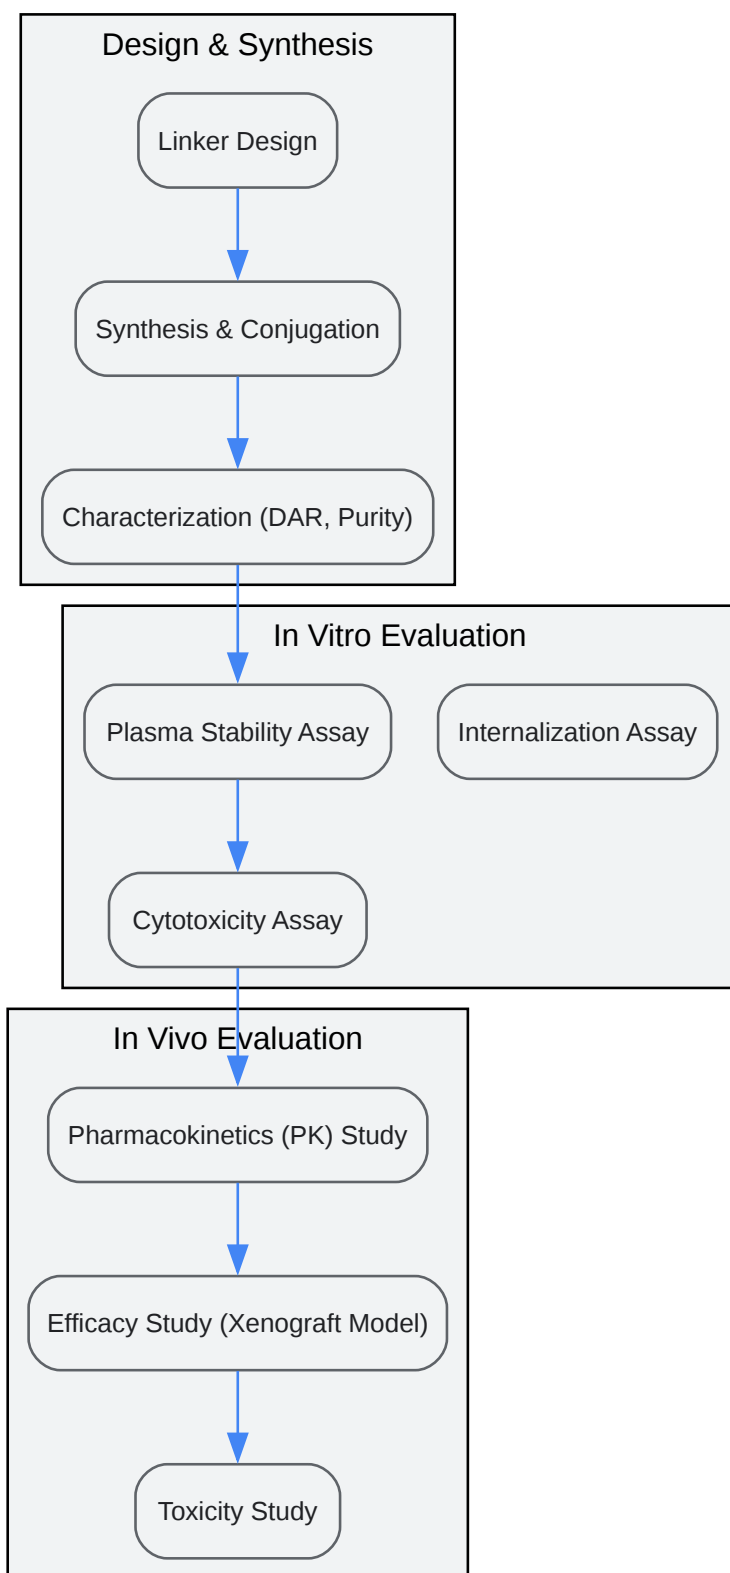 Design & Synthesis
Linker Design
Synthesis & Conjugation
Characterization (DAR, Purity)
In Vitro Evaluation
Plasma Stability Assay
Internalization Assay
Cytotoxicity Assay
In Vivo Evaluation
Pharmacokinetics (PK) Study
Efficacy Study (Xenograft Model)
Toxicity Study